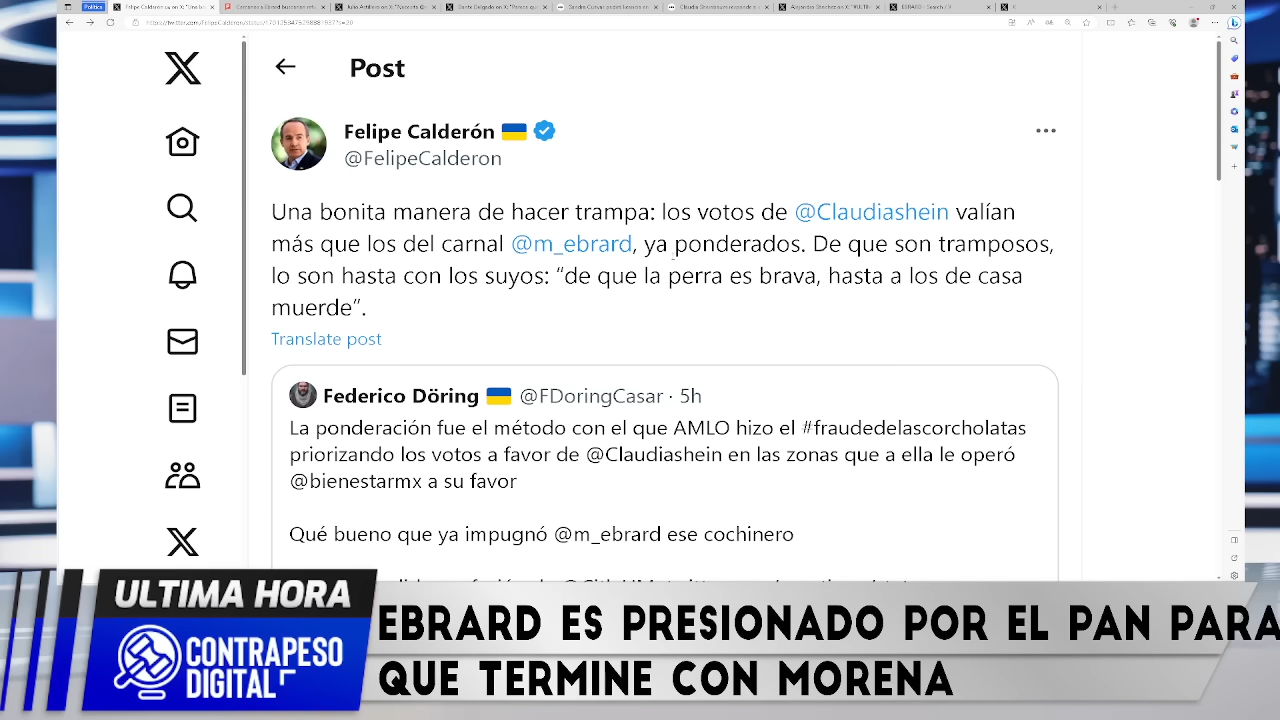 Política
Post
Felipe Calderón
@FelipeCalderon
Una bonita manera de hacer trampa: los votos de @Claudiashein valían
más que los del carnal @m_ebrard, ya ponderados. De que son tramposos,
lo son hasta con los suyos: “de que la perra es brava, hasta a los de casa
muerde”.
Translate post
Federico Döring @FDoringCasar · 5h
La ponderación fue el método con el que AMLO hizo el #fraudedelascorcholatas
priorizando los votos a favor de @Claudiashein en las zonas que a ella le operó
@bienestarmx a su favor
Qué bueno que ya impugnó @m_ebrard ese cochinero
ULTIMA HORA
CONTRAPESO
DIGITAL
EBRARD ES PRESIONADO POR EL PAN PARA
QUE TERMINE CON MORENA